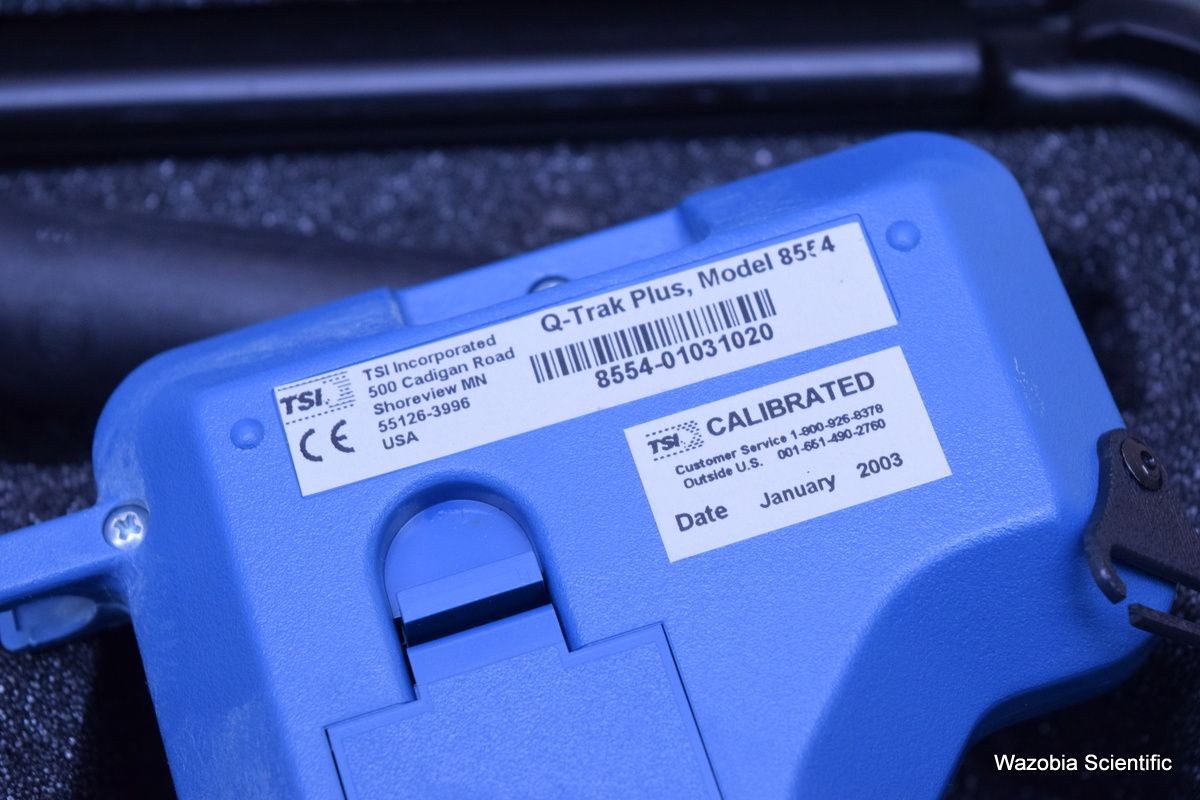 TSI
TSI Incorporated
500 Cadigan Road
Shoreview MN
55126-3996
USA
CE
Q-Trak Plus, Model 8554
8554-01031020
TSI CALIBRATED
Customer Service 1-800-926-8378
Outside U.S. 001-651-490-2760
Date January 2003
Wazobia Scientific